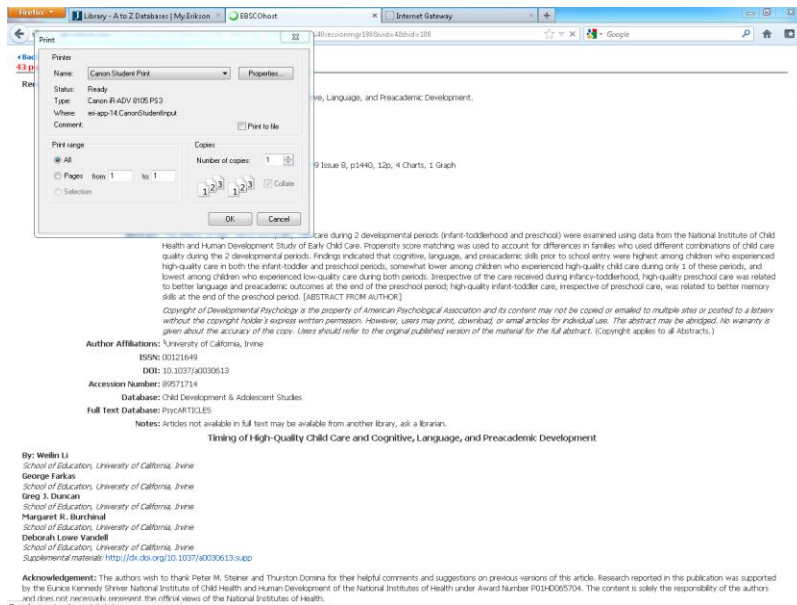 Firefox
Library - A to Z Databases | My.Erikson
EBSCOhost
Internet Gateway
Google
Print
Printer
Name: Canon Student Print
Properties...
Status: Ready
Type: Canon iR-ADV 8105 PS3
Where: eri-app-14:CanonStudentInput
Comment:
Print to file
Print range
All
Pages from: 1 to: 1
Selection
Copies
Number of copies: 1
1 2 3 1 2 3
Collate
OK Cancel
43 p
ve, Language, and Preacademic Development.
9 Issue 8, p1440, 12p, 4 Charts, 1 Graph
care during 2 developmental periods (infant-toddlerhood and preschool) were examined using data from the National Institute of Child
Health and Human Development Study of Early Child Care. Propensity score matching was used to account for differences in families who used different combinations of child care
quality during the 2 developmental periods. Findings indicated that cognitive, language, and preacademic skills prior to school entry were highest among children who experienced
high-quality care in both the infant-toddler and preschool periods, somewhat lower among children who experienced high-quality child care during only 1 of these periods, and
lowest among children who experienced low-quality care during both periods. Irrespective of the care received during infancy-toddlerhood, high-quality preschool care was related
to better language and preacademic outcomes at the end of the preschool period; high-quality infant-toddler care, irrespective of preschool care, was related to better memory
skills at the end of the preschool period. [ABSTRACT FROM AUTHOR]
Copyright of Developmental Psychology is the property of American Psychological Association and its content may not be copied or emailed to multiple sites or posted to a listserv
without the copyright holder's express written permission. However, users may print, download, or email articles for individual use. This abstract may be abridged. No warranty is
given about the accuracy of the copy. Users should refer to the original published version of the material for the full abstract. (Copyright applies to all Abstracts.)
Author Affiliations: 1University of California, Irvine
ISSN: 00121649
DOI: 10.1037/a0030613
Accession Number: 89571714
Database: Child Development & Adolescent Studies
Full Text Database: PsycARTICLES
Notes: Articles not available in full text may be available from another library, ask a librarian.
Timing of High-Quality Child Care and Cognitive, Language, and Preacademic Development
By: Weilin Li
School of Education, University of California, Irvine
George Farkas
School of Education, University of California, Irvine
Greg J. Duncan
School of Education, University of California, Irvine
Margaret R. Burchinal
School of Education, University of California, Irvine
Deborah Lowe Vandell
School of Education, University of California, Irvine
Supplemental materials: http://dx.doi.org/10.1037/a0030613.supp
Acknowledgement: The authors wish to thank Peter M. Steiner and Thurston Domina for their helpful comments and suggestions on previous versions of this article. Research reported in this publication was supported
by the Eunice Kennedy Shriver National Institute of Child Health and Human Development of the National Institutes of Health under Award Number P01HD065704. The content is solely the responsibility of the authors
and does not necessarily represent the official views of the National Institutes of Health.